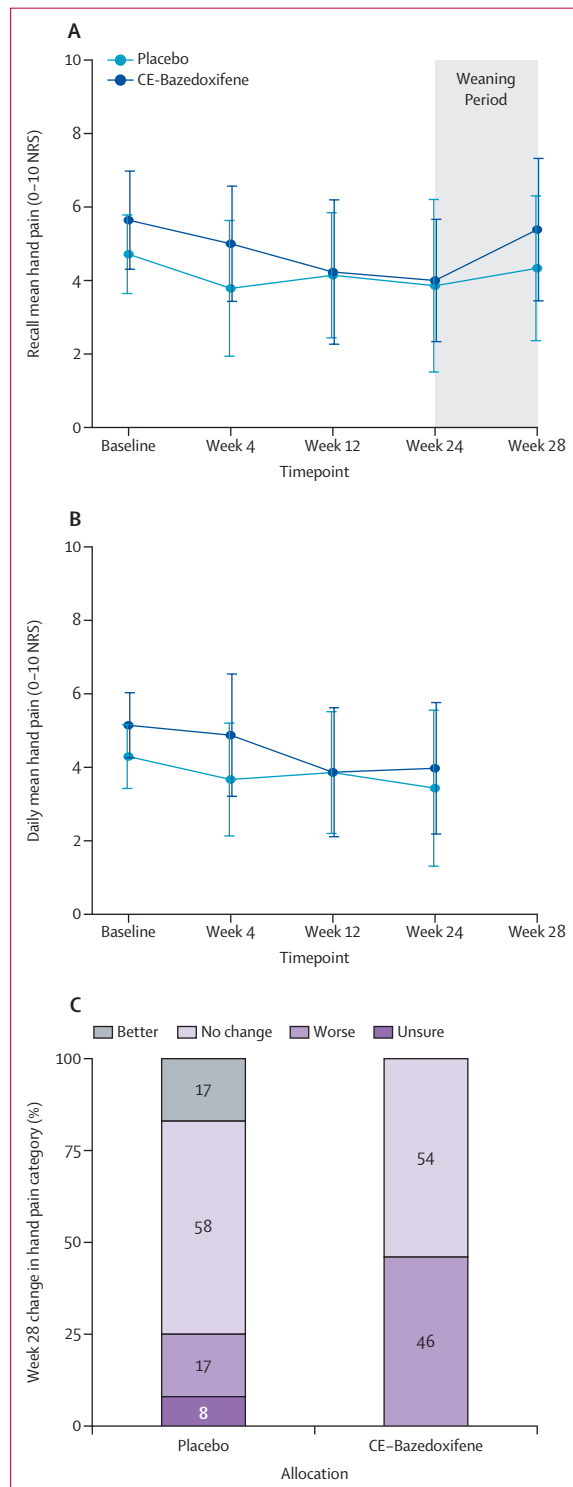 A
Placebo
CE-Bazedoxifene
Weaning
Period
10
8
6
4
2
0
Recall mean hand pain (0–10 NRS)
Baseline
Week 4
Week 12
Week 24
Week 28
Timepoint
B
10
8
6
4
2
0
Daily mean hand pain (0–10 NRS)
Baseline
Week 4
Week 12
Week 24
Week 28
Timepoint
C
Better
No change
Worse
Unsure
100
75
50
25
0
Week 28 change in hand pain category (%)
17
58
17
8
54
46
Placebo
CE–Bazedoxifene
Allocation